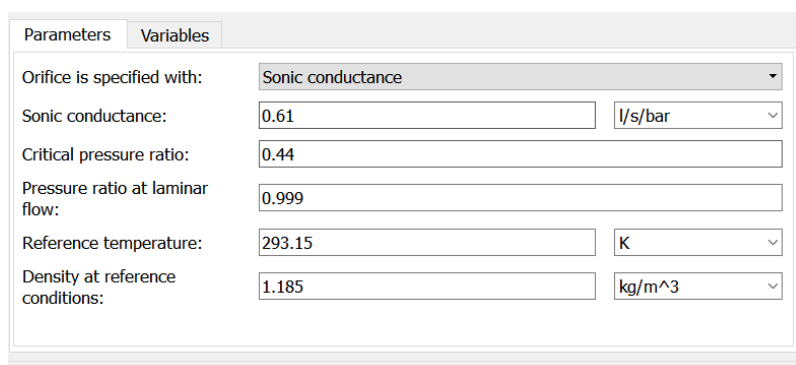 Parameters Variables
Orifice is specified with: Sonic conductance
Sonic conductance: 0.61 l/s/bar
Critical pressure ratio: 0.44
Pressure ratio at laminar
flow: 0.999
Reference temperature: 293.15 K
Density at reference
conditions: 1.185 kg/m^3